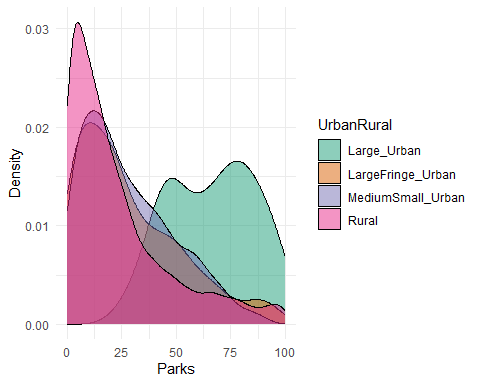 0.03
0.02
0.01
0.00
Density
0 25 50 75 100
Parks
UrbanRural
Large_Urban
LargeFringe_Urban
MediumSmall_Urban
Rural